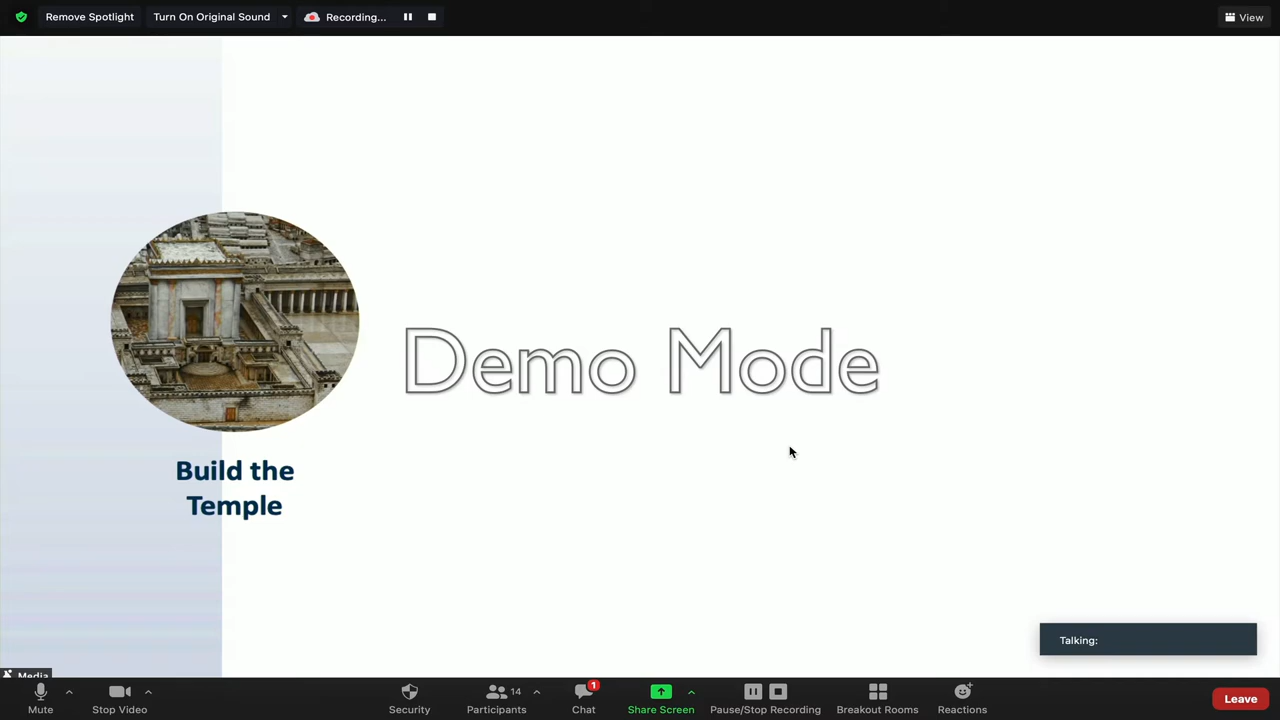 Remove Spotlight
Turn On Original Sound
Recording...
View
Demo Mode
Build the
Temple
Talking:
Media
Mute
Stop Video
Security
14
Participants
1
Chat
Share Screen
Pause/Stop Recording
Breakout Rooms
Reactions
Leave